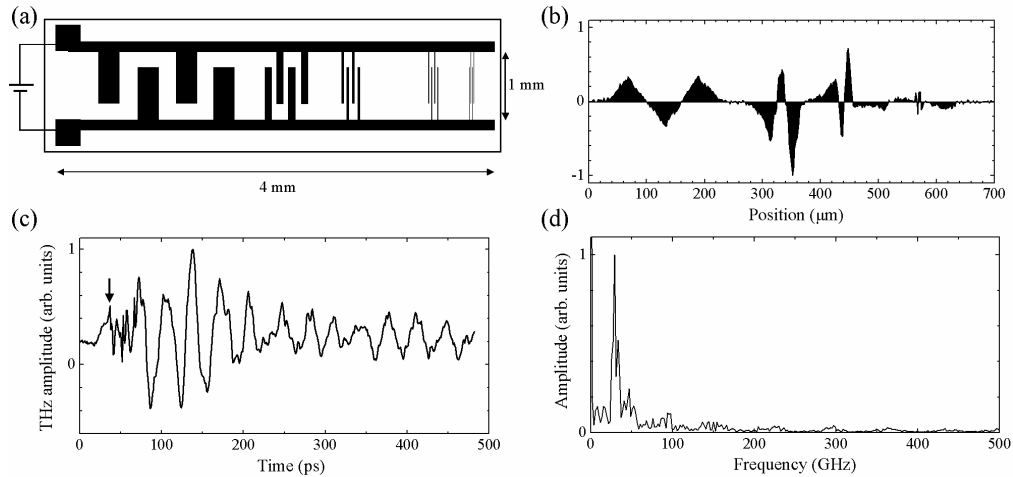 (a)
1 mm
4 mm
(b)
1
0
-1
0
100
200
300
400
500
600
700
Position (μm)
(c)
THz amplitude (arb. units)
1
0
0
100
200
300
400
500
Time (ps)
(d)
Amplitude (arb. units)
1
0
0
100
200
300
400
500
Frequency (GHz)